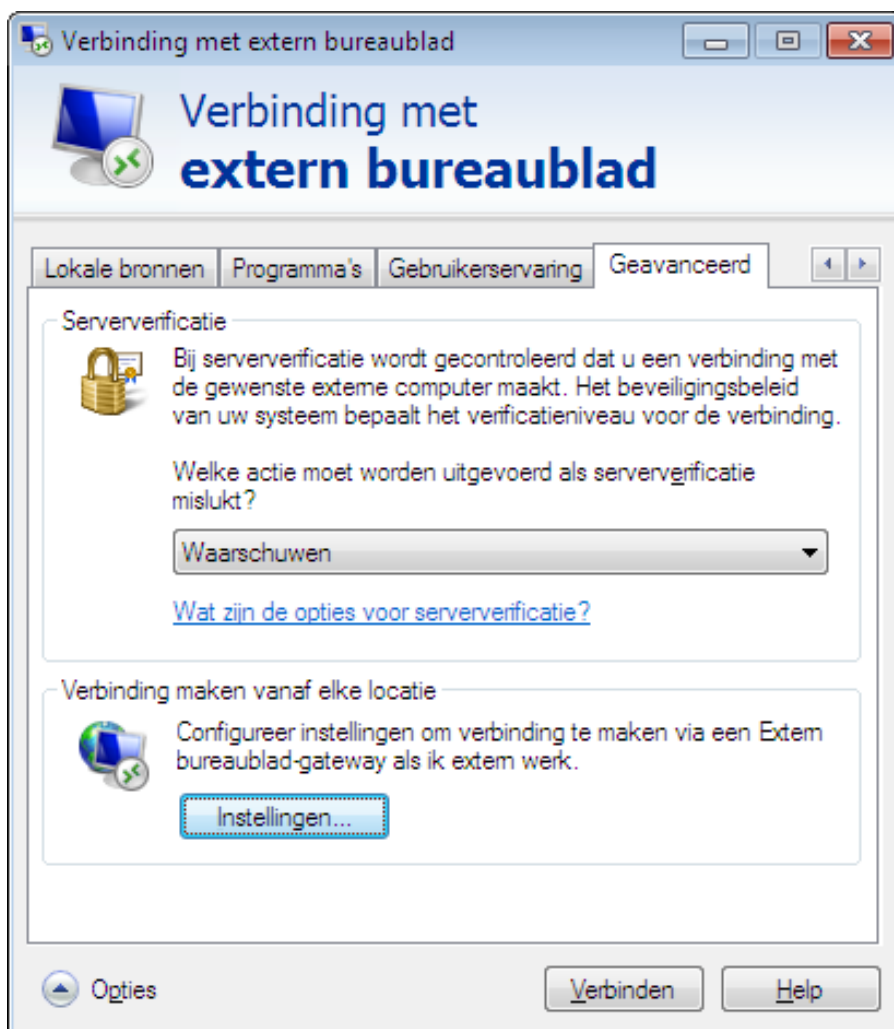 Verbinding met extern bureaublad
Verbinding met
extern bureaublad
Lokale bronnen
Programma's
Gebruikerservaring
Geavanceerd
Serververificatie
Bij serververificatie wordt gecontroleerd dat u een verbinding met
de gewenste externe computer maakt. Het beveiligingsbeleid
van uw systeem bepaalt het verificatieniveau voor de verbinding.
Welke actie moet worden uitgevoerd als serververificatie
mislukt?
Waarschuwen
Wat zijn de opties voor serververificatie?
Verbinding maken vanaf elke locatie
Configureer instellingen om verbinding te maken via een Extern
bureaublad-gateway als ik extern werk.
Instellingen...
Opties
Verbinden
Help